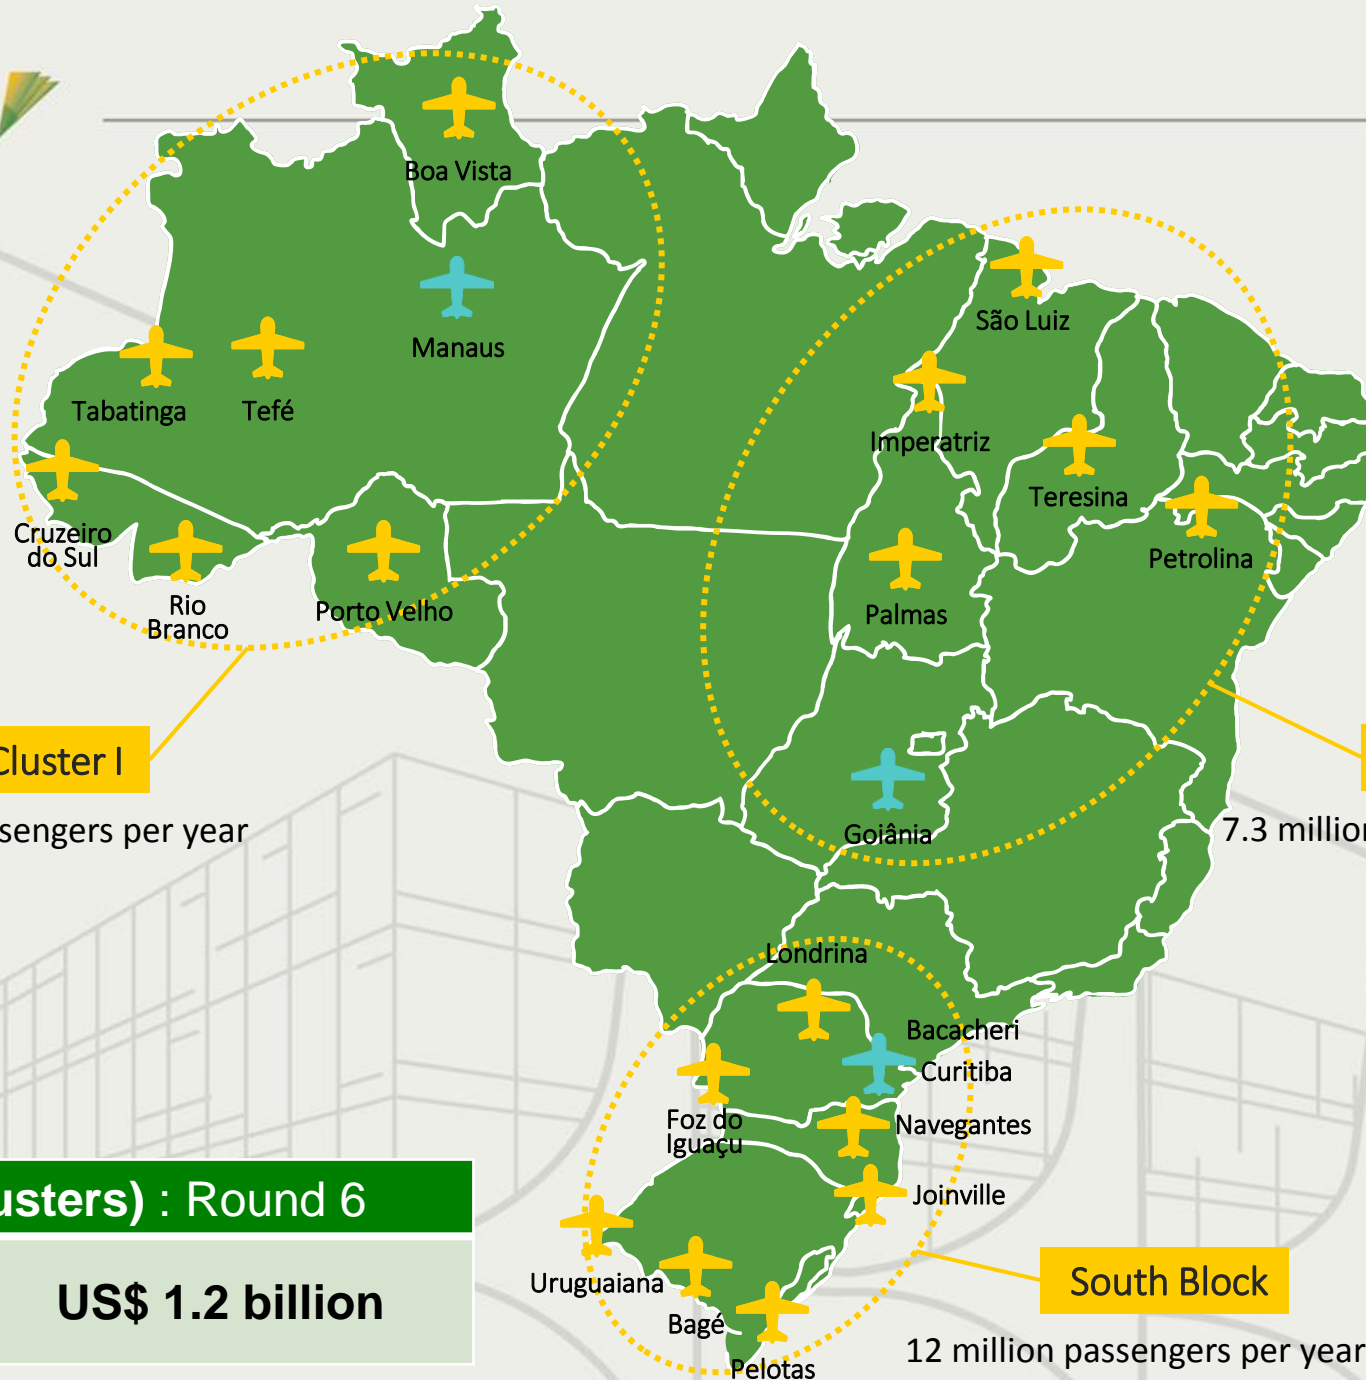 Boa Vista
Manaus
São Luiz
Tabatinga
Tefé
Imperatriz
Teresina
Cruzeiro
do Sul
Petrolina
Rio
Branco
Porto Velho
Palmas
Cluster I
sengers per year
Goiânia
7.3 million
Londrina
Bacacheri
Curitiba
Foz do
Iguaçu
Navegantes
Joinville
usters) : Round 6
Uruguaiana
South Block
US$ 1.2 billion
Bagé
12 million passengers per year
Pelotas